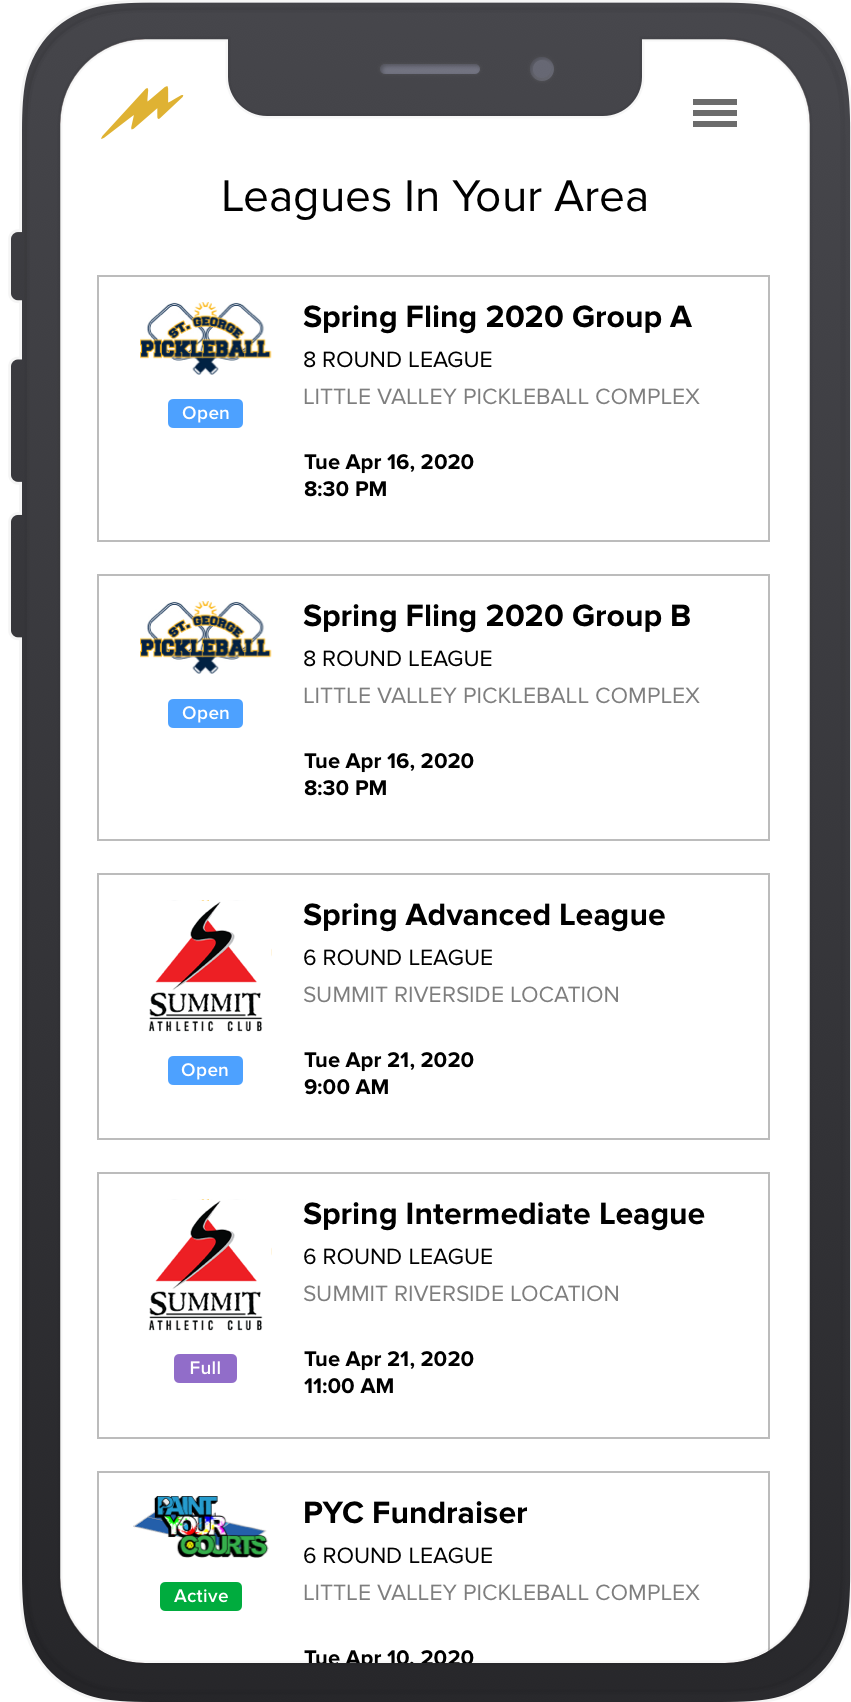 Leagues In Your Area
ST. GEORGE
PICKLEBALL
Open
Spring Fling 2020 Group A
8 ROUND LEAGUE
LITTLE VALLEY PICKLEBALL COMPLEX
Tue Apr 16, 2020
8:30 PM
ST. GEORGE
PICKLEBALL
Open
Spring Fling 2020 Group B
8 ROUND LEAGUE
LITTLE VALLEY PICKLEBALL COMPLEX
Tue Apr 16, 2020
8:30 PM
SUMMIT
ATHLETIC CLUB
Open
Spring Advanced League
6 ROUND LEAGUE
SUMMIT RIVERSIDE LOCATION
Tue Apr 21, 2020
9:00 AM
SUMMIT
ATHLETIC CLUB
Full
Spring Intermediate League
6 ROUND LEAGUE
SUMMIT RIVERSIDE LOCATION
Tue Apr 21, 2020
11:00 AM
PAINT
YOUR
COURTS
Active
PYC Fundraiser
6 ROUND LEAGUE
LITTLE VALLEY PICKLEBALL COMPLEX
Tue Apr 10, 2020